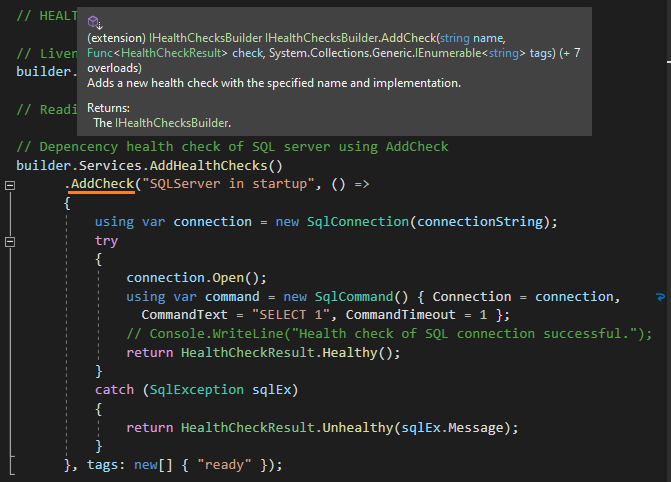 // HEALT
(extension) IHealthChecksBuilder IHealthChecksBuilder.AddCheck(string name,
Func<HealthCheckResult> check, System.Collections.Generic.IEnumerable<string> tags) (+ 7
overloads)
Adds a new health check with the specified name and implementation.
// Liven
builder.
Returns:
The IHealthChecksBuilder.
// Readi
// Depencency health check of SQL server using AddCheck
builder.Services.AddHealthChecks()
.AddCheck("SQLServer in startup", () =>
{
using var connection = new SqlConnection(connectionString);
try
{
connection.Open();
using var command = new SqlCommand() { Connection = connection,
CommandText = "SELECT 1", CommandTimeout = 1 };
// Console.WriteLine("Health check of SQL connection successful.");
return HealthCheckResult.Healthy();
}
catch (SqlException sqlEx)
{
return HealthCheckResult.Unhealthy(sqlEx.Message);
}
}, tags: new[] { "ready" });